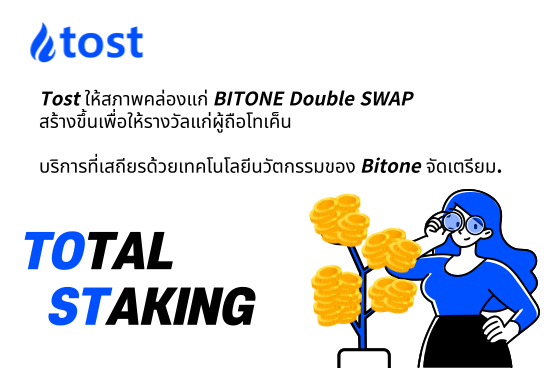 tost
Tost ให้สภาพคล่องแก่ BITONE Double SWAP
สร้างขึ้นเพื่อให้รางวัลแก่ผู้ถือโทเค็น
บริการที่เสถียรด้วยเทคโนโลยีนวัตกรรมของ Bitone จัดเตรียม.
TOTAL
STAKING